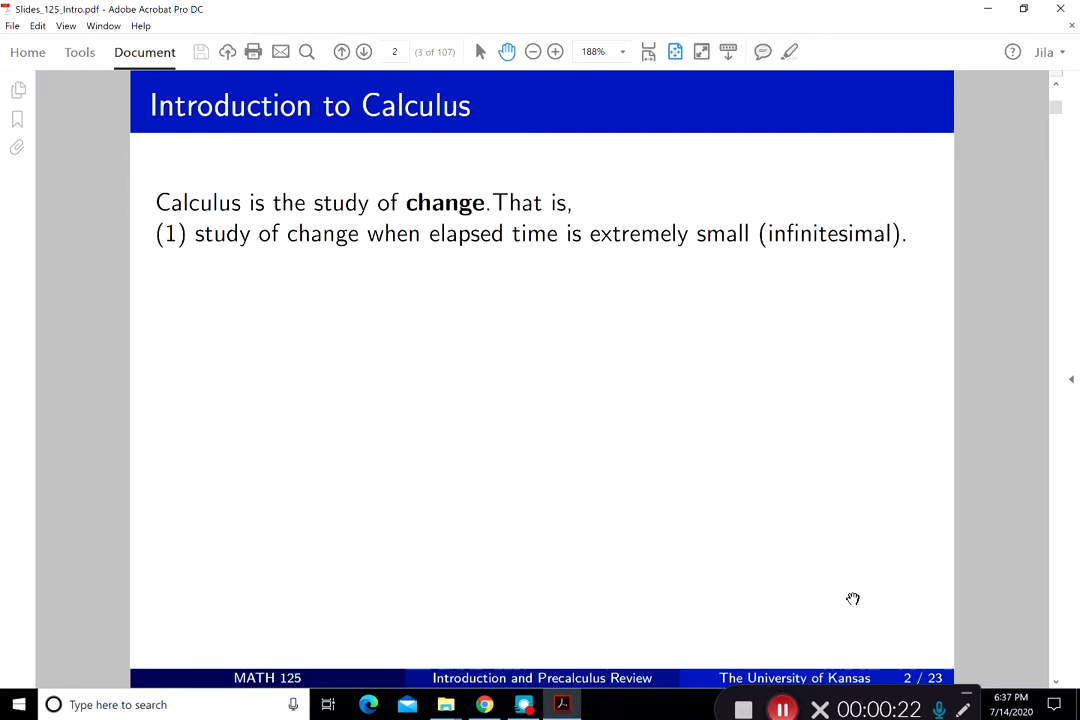 Slides_125_Intro.pdf - Adobe Acrobat Pro DC
File Edit View Window Help
Home Tools Document 2 (3 of 107) 188% Jila
Introduction to Calculus
Calculus is the study of change.That is,
(1) study of change when elapsed time is extremely small (infinitesimal).
MATH 125 Introduction and Precalculus Review The University of Kansas 2 / 23
Type here to search 00:00:22 6:37 PM
7/14/2020